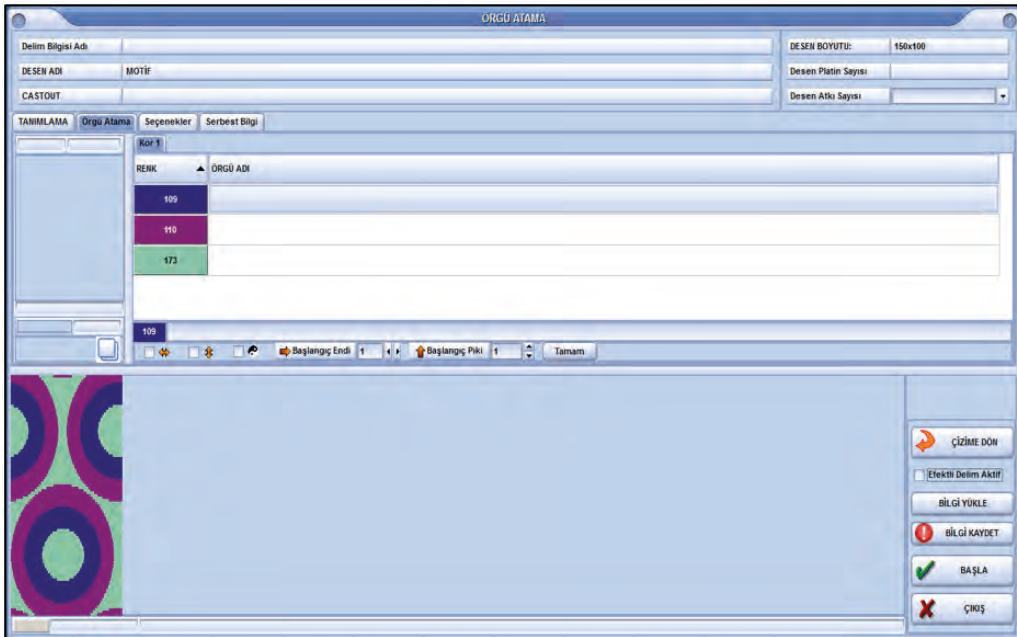 ÖRGÜ ATAMA
Delim Bilgisi Adı
DESEN BOYUTU: 150x100
DESEN ADI MOTİF
Desen Platin Sayısı
CASTOUT
Desen Atkı Sayısı
TANIMLAMA Örgü Atama Seçenekler Serbest Bilgi
Kor 1
RENK ÖRGÜ ADI
109
110
173
109
Başlangıç Endi 1 Başlangıç Piki 1 Tamam
ÇİZİME DÖN
Efektli Delim Aktif
BİLGİ YÜKLE
BİLGİ KAYDET
BAŞLA
ÇIKIŞ